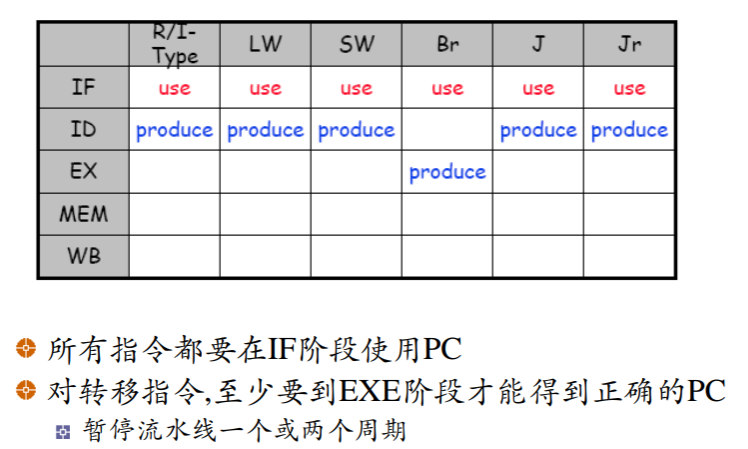 R/I-Type LW SW Br J Jr
IF use use use use use use
ID produce produce produce produce produce
EX produce
MEM
WB
所有指令都要在IF阶段使用PC
对转移指令,至少要到EXE阶段才能得到正确的PC
暂停流水线一个或两个周期